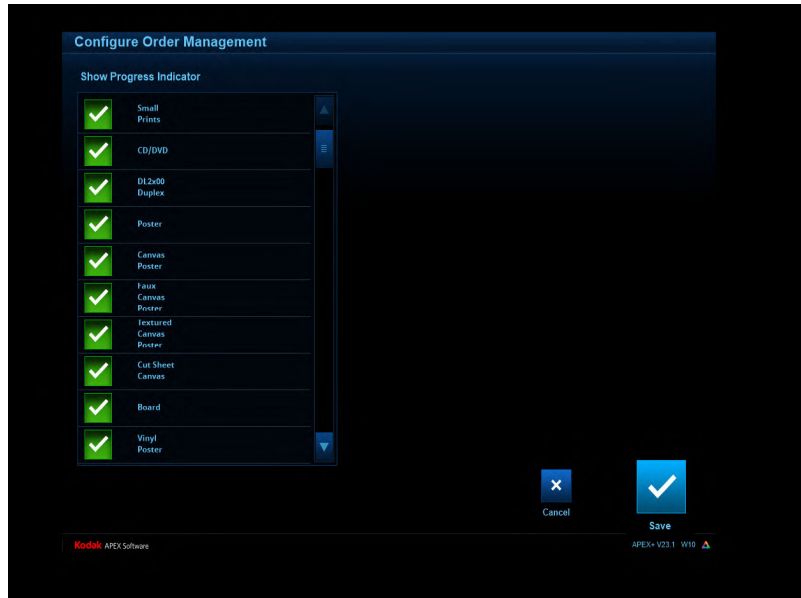 Configure Order Management
Show Progress Indicator
Small
Prints
CD/DVD
DL2x00
Duplex
Poster
Canvas
Poster
Faux
Canvas
Poster
Textured
Canvas
Poster
Cut Sheet
Canvas
Board
Vinyl
Poster
Cancel
Save
Kodak APEX Software
APEX+ V23.1 W10